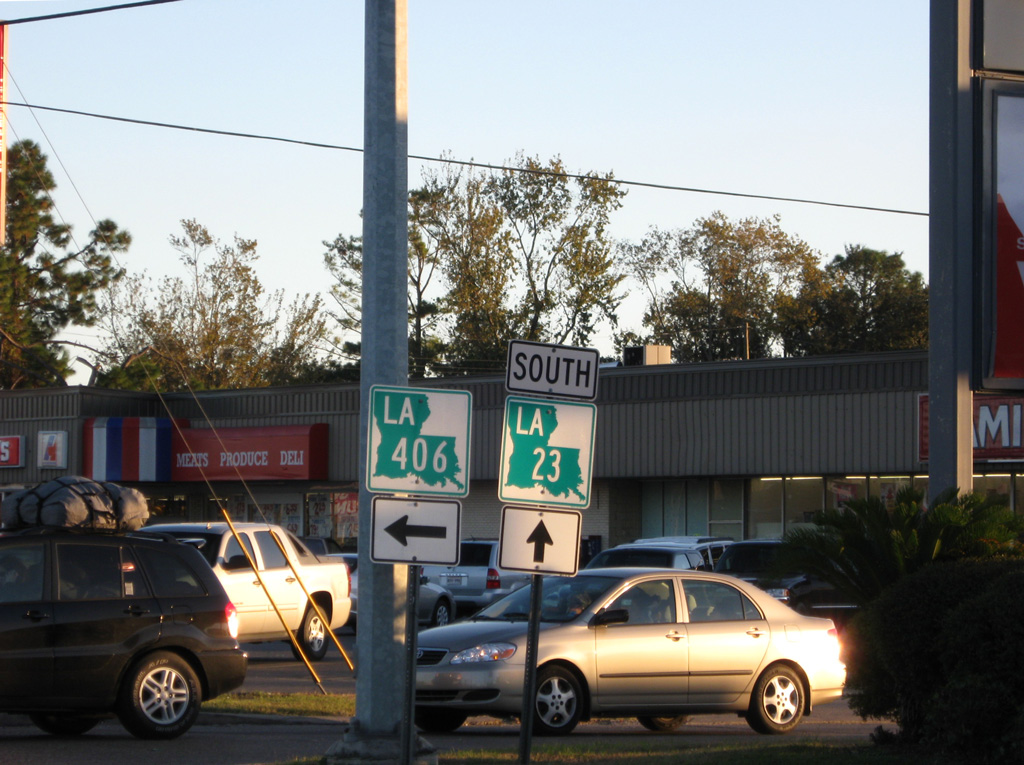 SOUTH
LA
406
LA
23
MEATS PRODUCE DELI